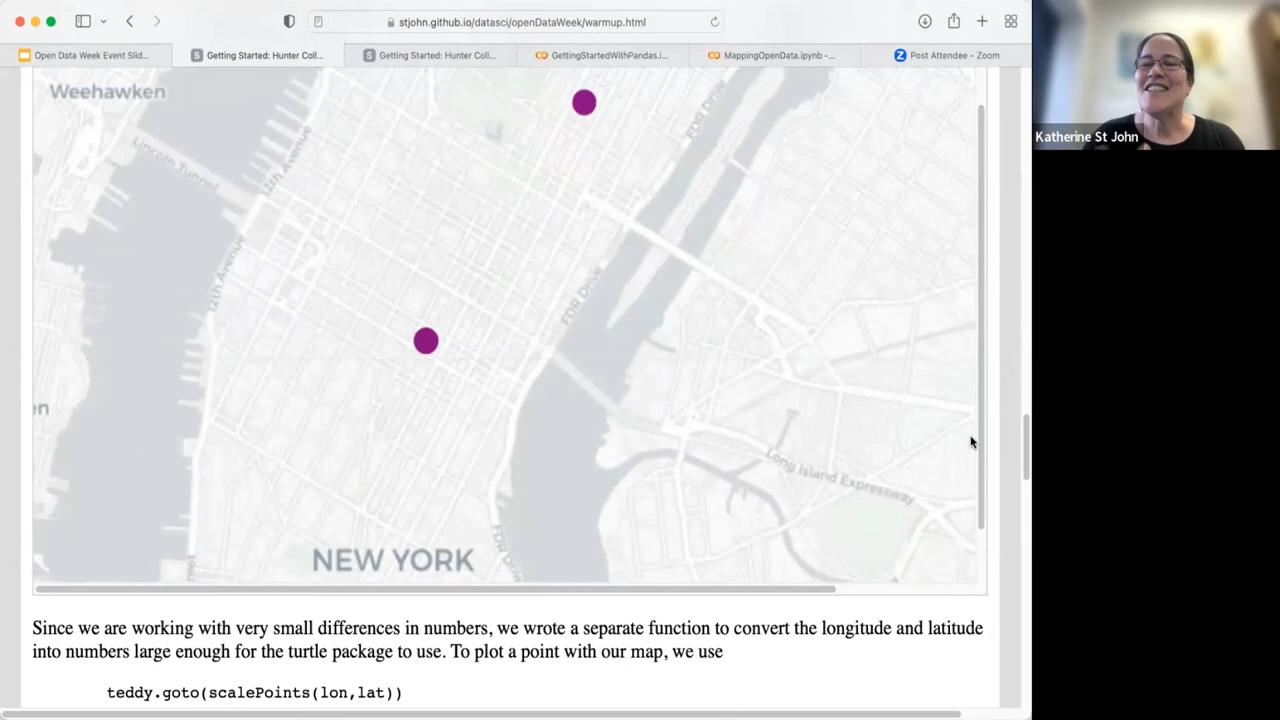 stjohn.github.io/datasci/openDataWeek/warmup.html
Open Data Week Event Slid...
Getting Started: Hunter Coll...
Getting Started: Hunter Coll...
GettingStartedWithPandas.i...
MappingOpenData.ipynb -...
Post Attendee - Zoom
Katherine St John
Weehawken
Lincoln Tunnel
12th Avenue
FDR Drive
12th Avenue
FDR Drive
en
Long Island Expressway
NEW YORK
FDR Dri
Since we are working with very small differences in numbers, we wrote a separate function to convert the longitude and latitude
into numbers large enough for the turtle package to use. To plot a point with our map, we use
teddy.goto(scalePoints(lon,lat))